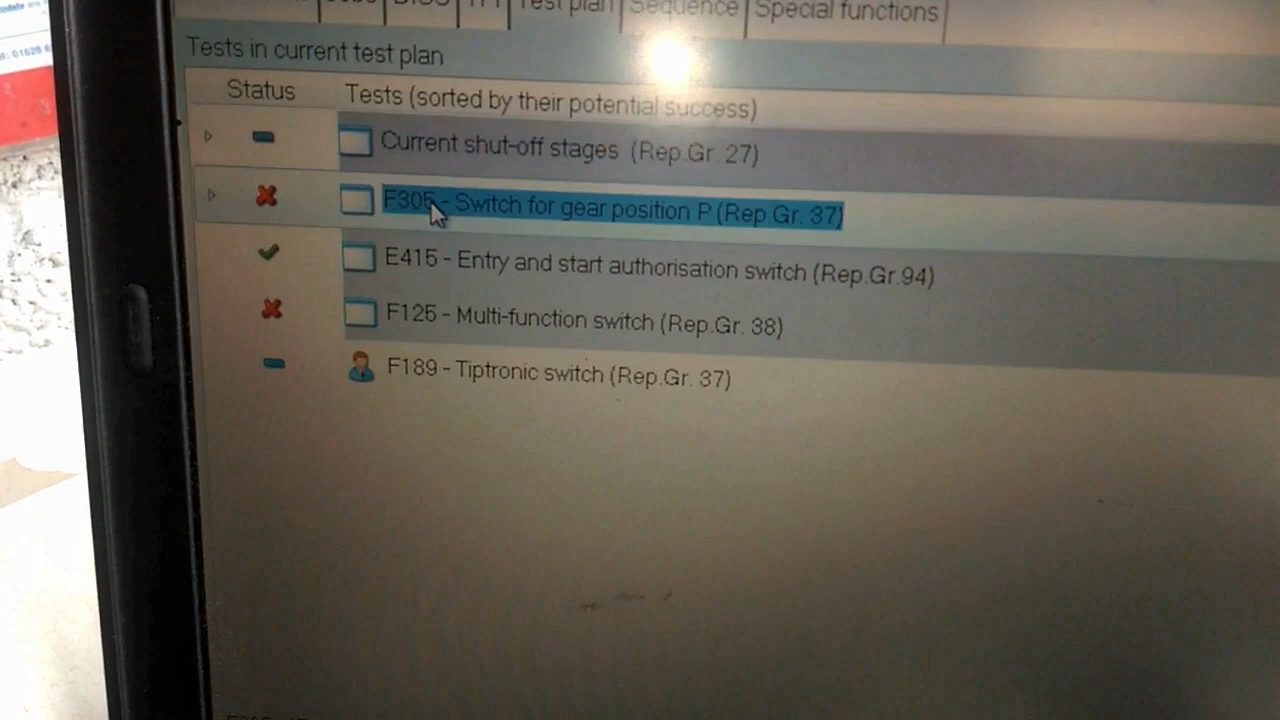 Test plan
Sequence
Special functions
Tests in current test plan
Status
Tests (sorted by their potential success)
Current shut-off stages (Rep.Gr. 27)
F305 - Switch for gear position P (Rep.Gr. 37)
E415 - Entry and start authorisation switch (Rep.Gr.94)
F125 - Multi-function switch (Rep.Gr. 38)
F189 - Tiptronic switch (Rep.Gr. 37)